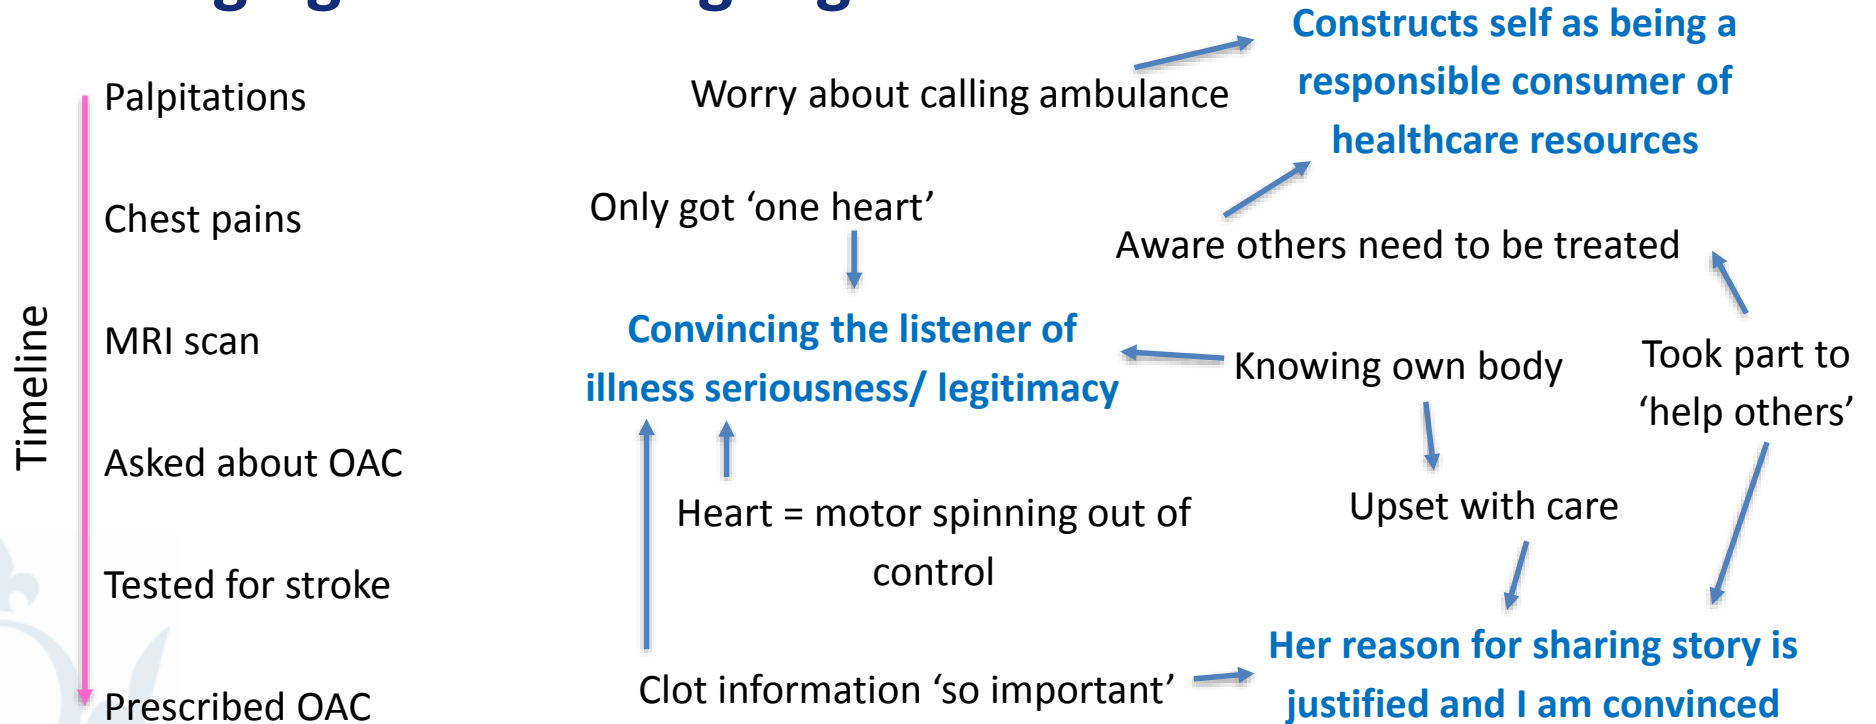 Timeline
Palpitations
Chest pains
MRI scan
Asked about OAC
Tested for stroke
Prescribed OAC
Worry about calling ambulance
Only got ‘one heart’
Convincing the listener of
illness seriousness/ legitimacy
Heart = motor spinning out of
control
Clot information ‘so important’
Constructs self as being a
responsible consumer of
healthcare resources
Aware others need to be treated
Knowing own body
Took part to
‘help others’
Upset with care
Her reason for sharing story is
justified and I am convinced